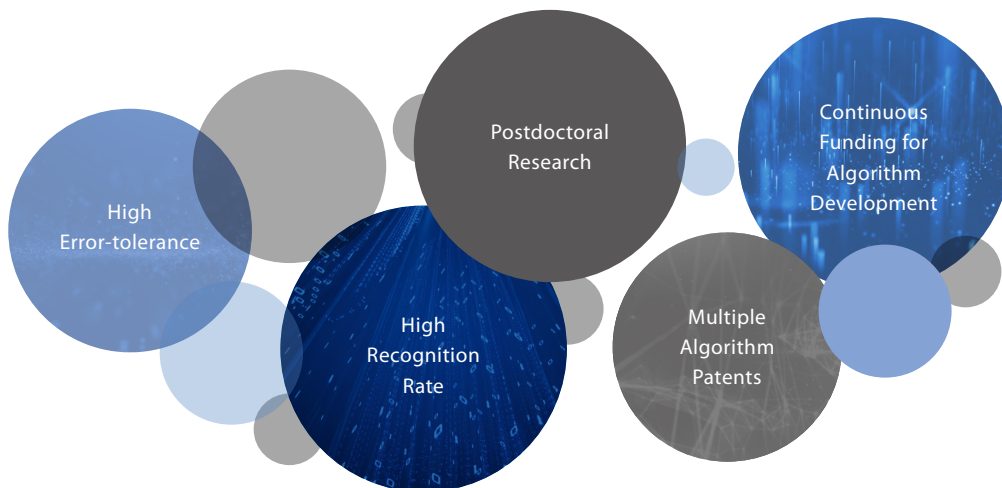 High
Error-tolerance
High
Recognition
Rate
Postdoctoral
Research
Multiple
Algorithm
Patents
Continuous
Funding for
Algorithm
Development